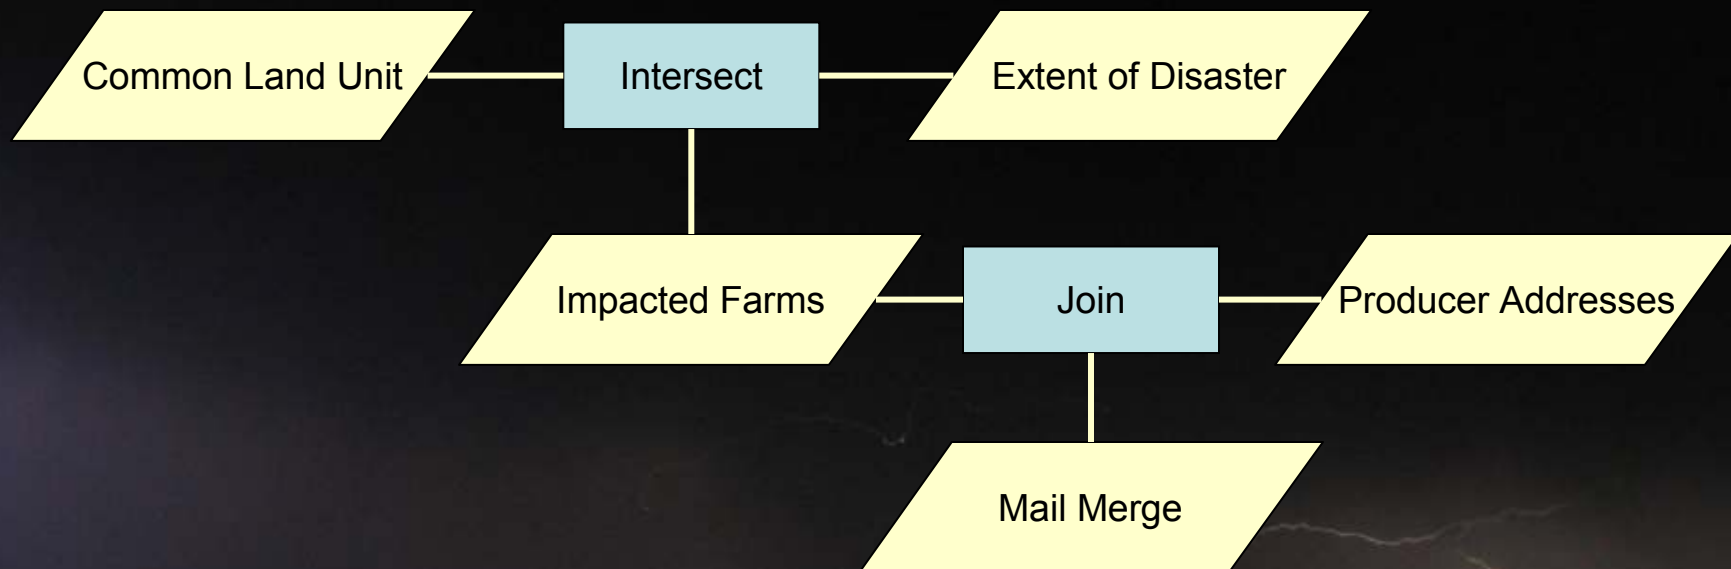 Common Land Unit
Intersect
Extent of Disaster
Impacted Farms
Join
Producer Addresses
Mail Merge